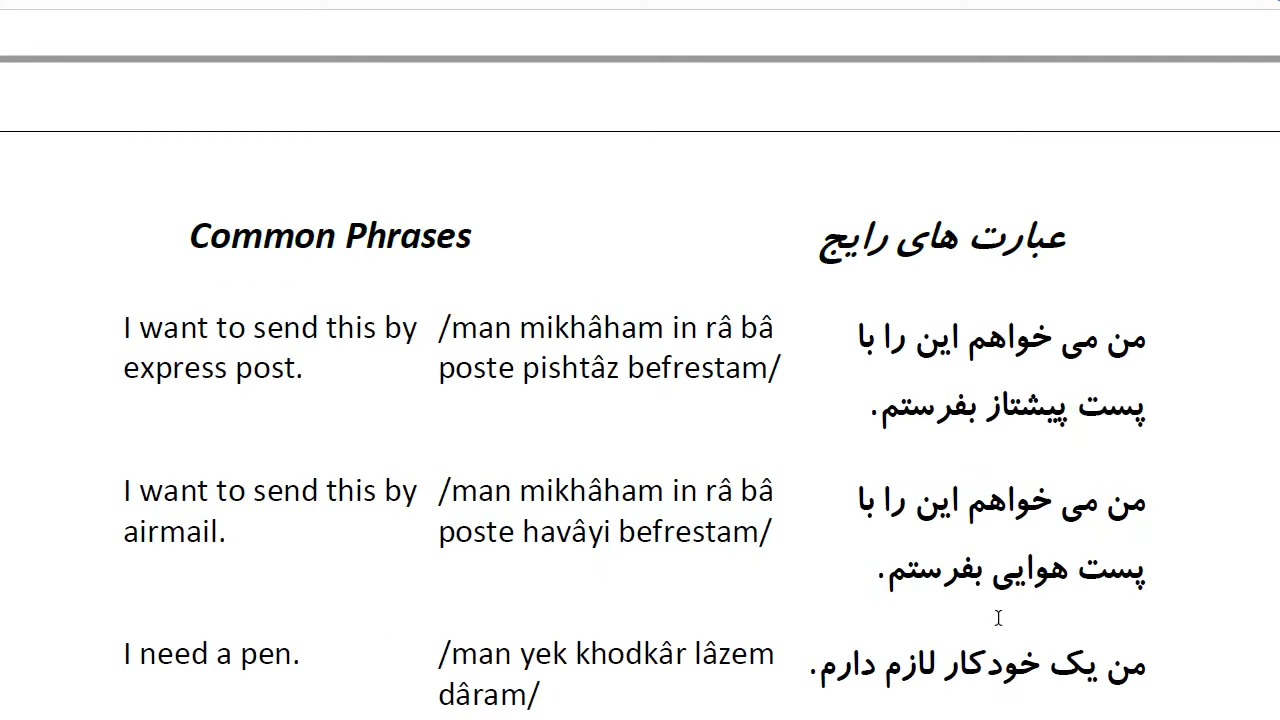 Common Phrases
عبارت های رایج
I want to send this by
express post.
/man mikhâham in râ bâ
poste pishtâz befrestam/
من می خواهم این را با
پست پیشتاز بفرستم.
I want to send this by
airmail.
/man mikhâham in râ bâ
poste havâyi befrestam/
من می خواهم این را با
پست هوایی بفرستم.
I need a pen.
/man yek khodkâr lâzem
dâram/
من یک خودکار لازم دارم.